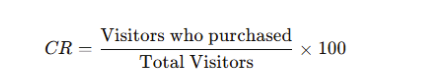 CR = Visitors who purchased / Total Visitors × 100